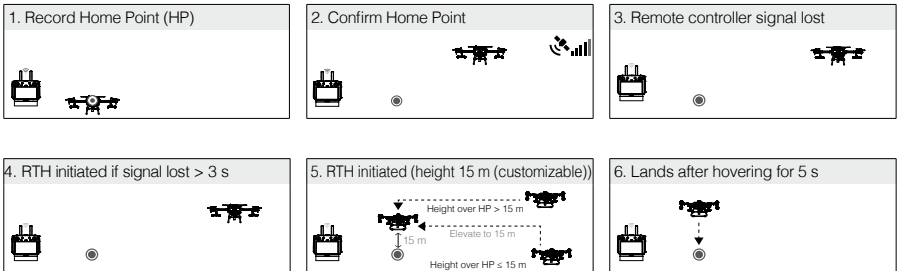 1. Record Home Point (HP)
2. Confirm Home Point
3. Remote controller signal lost
4. RTH initiated if signal lost > 3 s
5. RTH initiated (height 15 m (customizable))
Height over HP > 15 m
Elevate to 15 m
15 m
Height over HP ≤ 15 m
6. Lands after hovering for 5 s